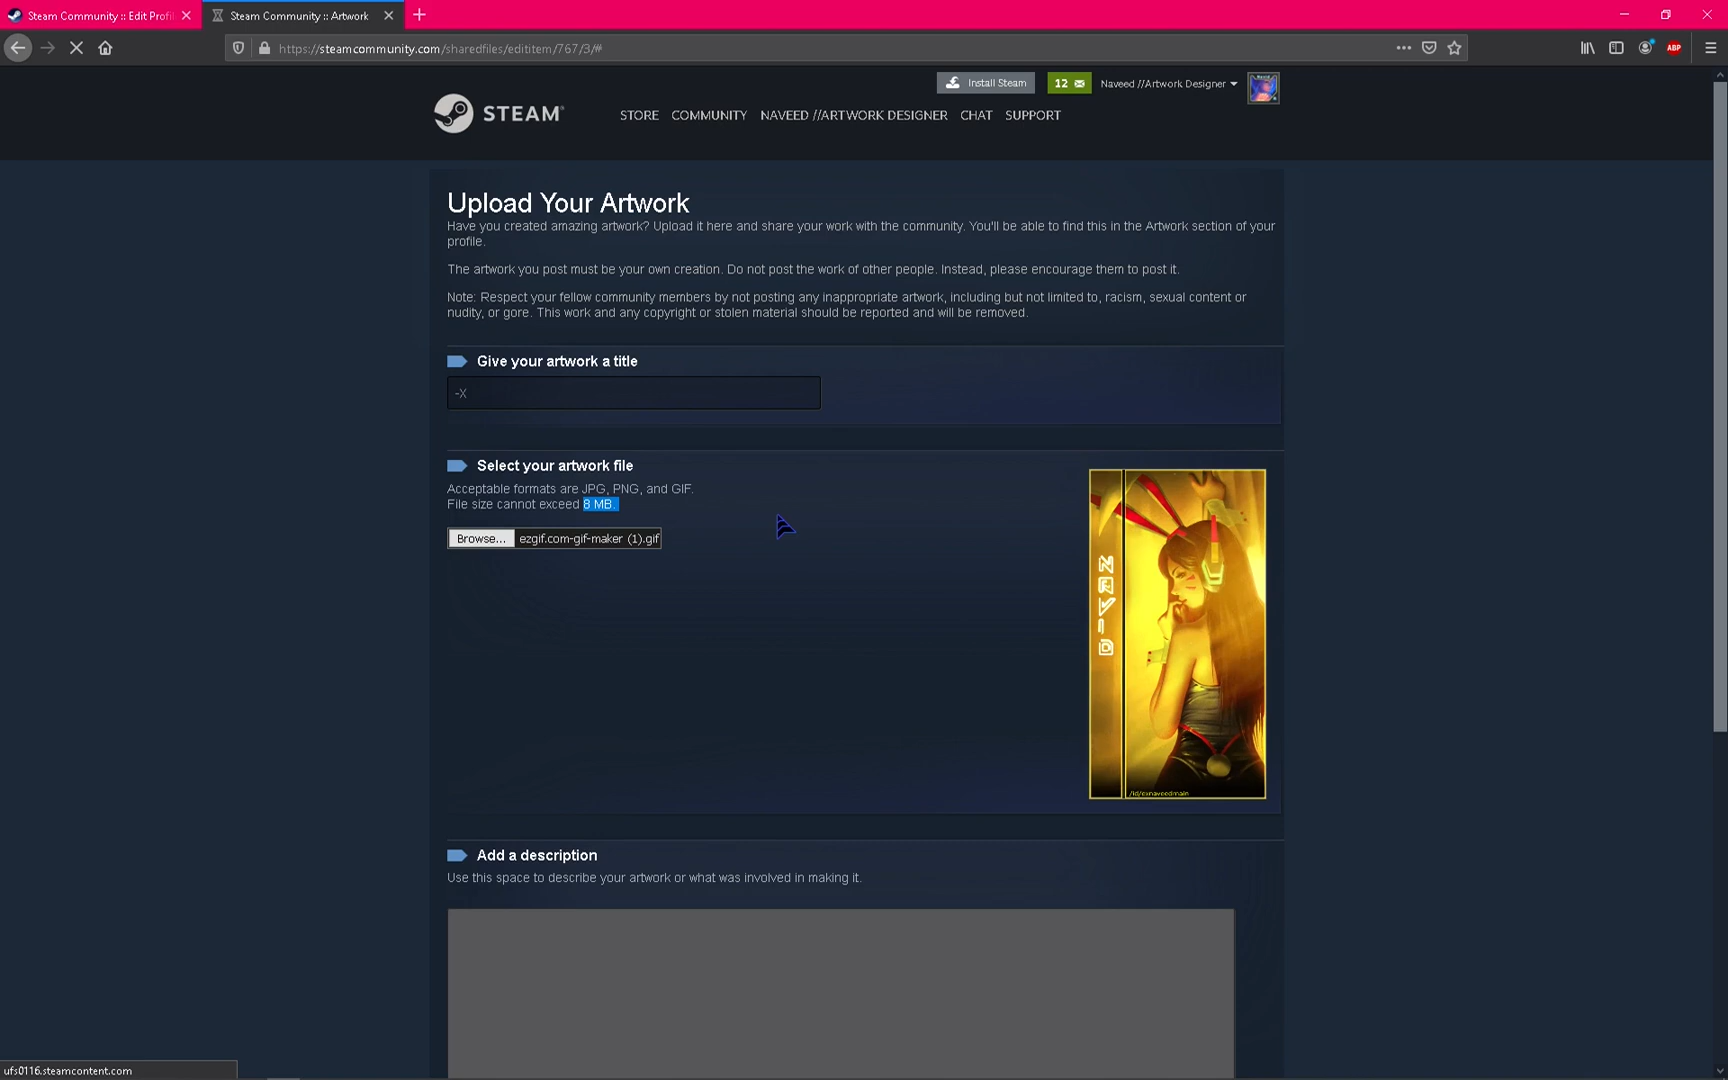 Steam Community :: Edit Profil
Steam Community :: Artwork
https://steamcommunity.com/sharedfiles/edititem/767/3/#
ABP
Install Steam
12
Naveed //Artwork Designer
STEAM®
STORE
COMMUNITY
NAVEED //ARTWORK DESIGNER
CHAT
SUPPORT
Upload Your Artwork
Have you created amazing artwork? Upload it here and share your work with the community. You'll be able to find this in the Artwork section of your
profile.
The artwork you post must be your own creation. Do not post the work of other people. Instead, please encourage them to post it.
Note: Respect your fellow community members by not posting any inappropriate artwork, including but not limited to, racism, sexual content or
nudity, or gore. This work and any copyright or stolen material should be reported and will be removed.
Give your artwork a title
-X
Select your artwork file
Acceptable formats are JPG, PNG, and GIF.
File size cannot exceed 8 MB.
Browse... ezgif.com-gif-maker (1).gif
/id/exnaveedmain
Add a description
Use this space to describe your artwork or what was involved in making it.
ufs0116.steamcontent.com